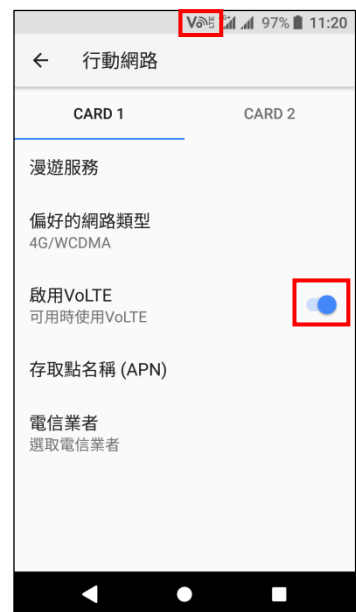 VoLTE 97% 11:20
行動網路
CARD 1 CARD 2
漫遊服務
偏好的網路類型
4G/WCDMA
啟用VoLTE
可用時使用VoLTE
存取點名稱 (APN)
電信業者
選取電信業者